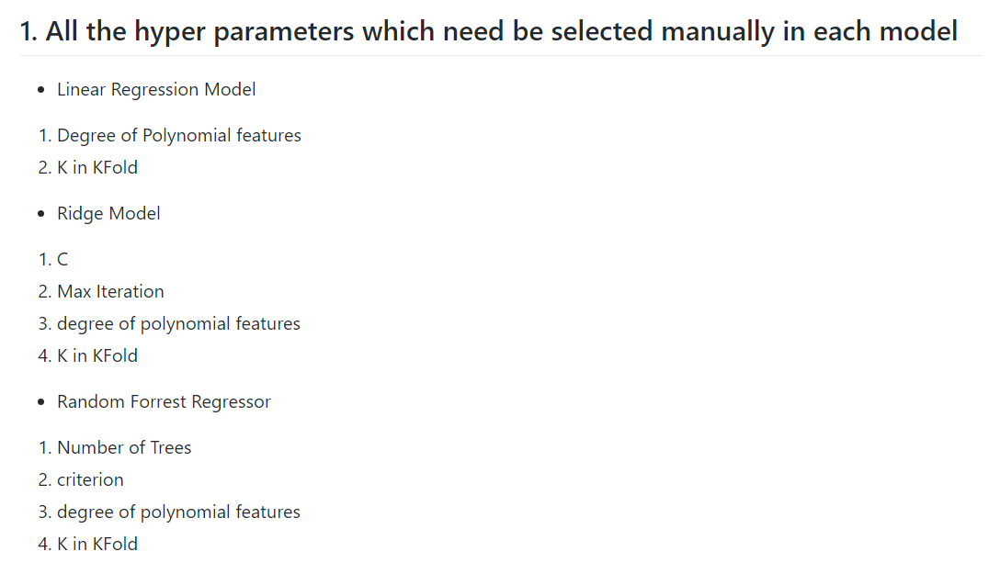 1. All the hyper parameters which need be selected manually in each model
• Linear Regression Model
1. Degree of Polynomial features
2. K in KFold
• Ridge Model
1. C
2. Max Iteration
3. degree of polynomial features
4. K in KFold
• Random Forrest Regressor
1. Number of Trees
2. criterion
3. degree of polynomial features
4. K in KFold